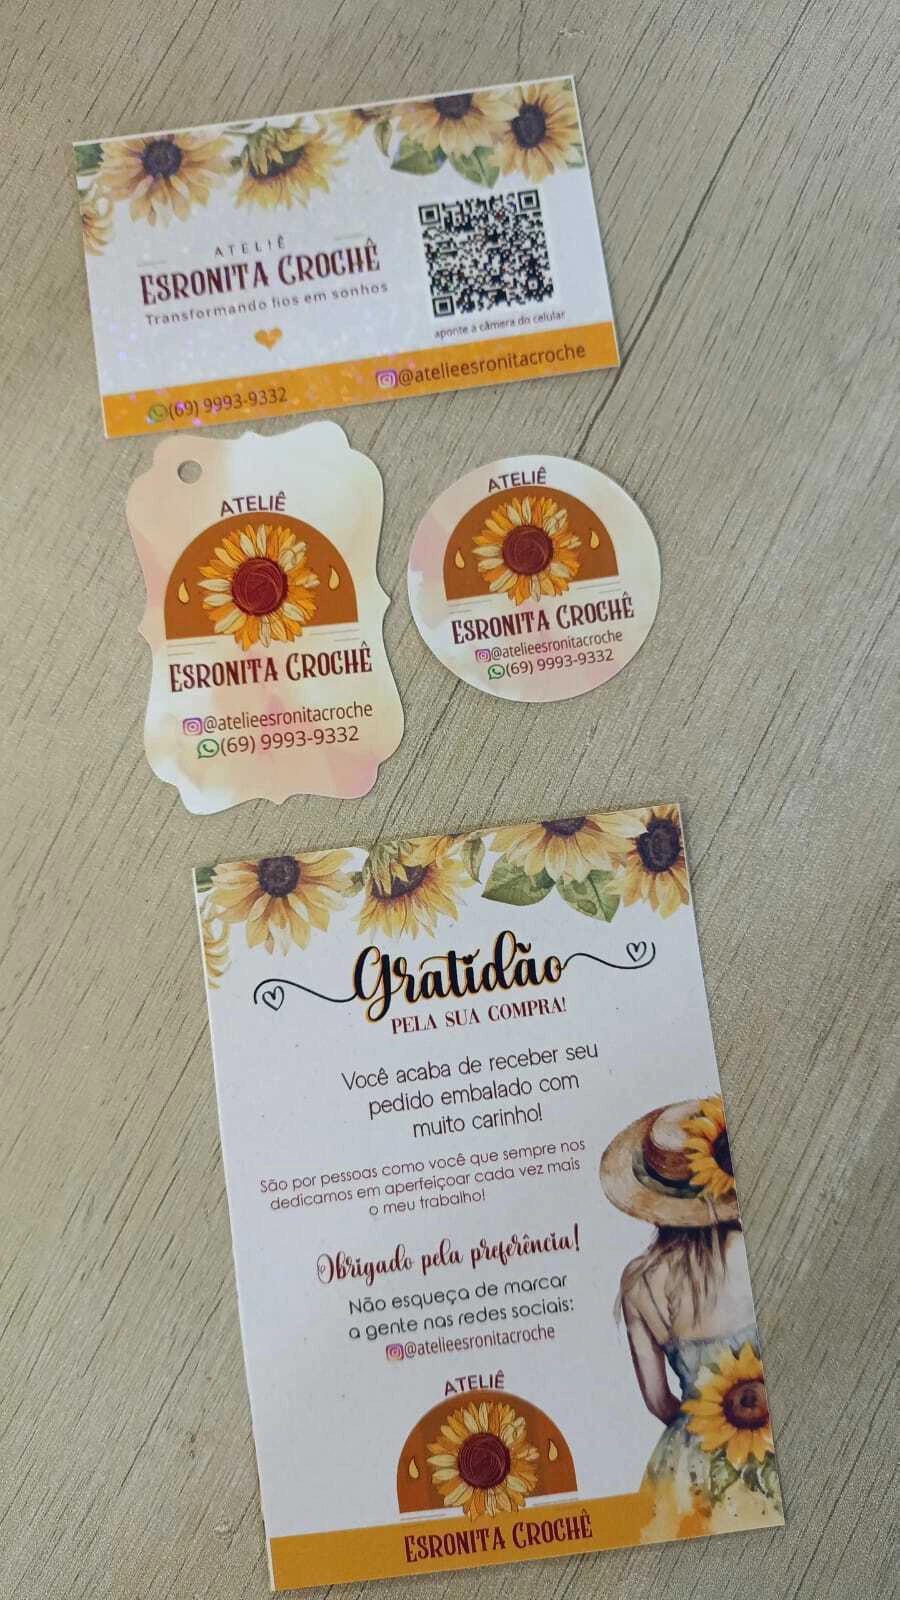 ATELIÊ
ESRONITA CROCHÊ
Transformando fios em sonhos
aponte a câmera do celular
(69) 9993-9332
@atelieesronitacroche
ATELIÊ
ESRONITA CROCHÊ
@atelieesronitacroche
(69) 9993-9332
ATELIÊ
ESRONITA CROCHÊ
@atelieesronitacroche
(69) 9993-9332
Gratidão
PELA SUA COMPRA!
Você acaba de receber seu
pedido embalado com
muito carinho!
São por pessoas como você que sempre nos
dedicamos em aperfeiçoar cada vez mais
o meu trabalho!
Obrigado pela preferência!
Não esqueça de marcar
a gente nas redes sociais:
@atelieesronitacroche
ATELIÊ
ESRONITA CROCHÊ